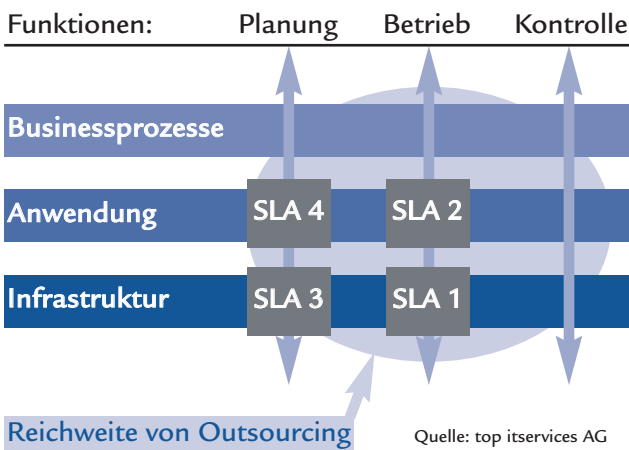 Funktionen: Planung Betrieb Kontrolle
Businessprozesse
Anwendung SLA 4 SLA 2
Infrastruktur SLA 3 SLA 1
Reichweite von Outsourcing
Quelle: top itservices AG